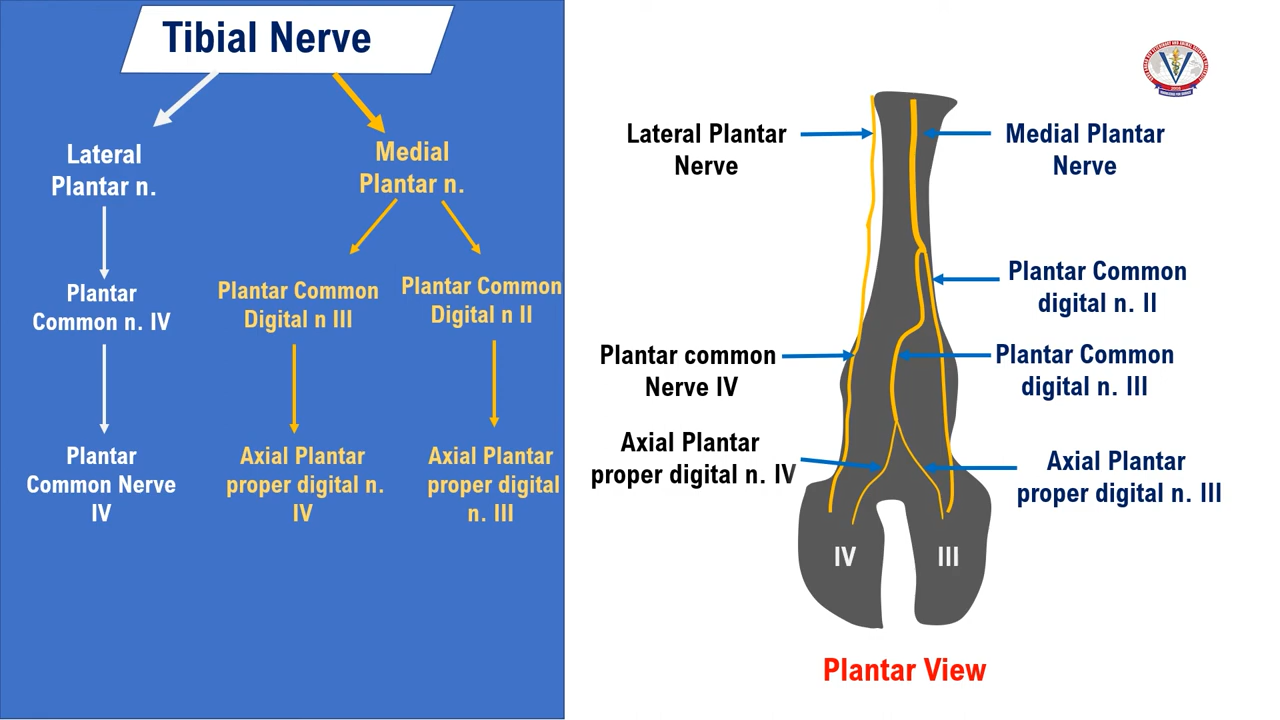 Tibial Nerve
Lateral
Plantar n.
Medial
Plantar n.
Plantar
Common n. IV
Plantar Common
Digital n III
Plantar Common
Digital n II
Plantar
Common Nerve
IV
Axial Plantar
proper digital n.
IV
Axial Plantar
proper digital
n. III
Lateral Plantar
Nerve
Medial Plantar
Nerve
Plantar Common
digital n. II
Plantar common
Nerve IV
Plantar Common
digital n. III
Axial Plantar
proper digital n. IV
Axial Plantar
proper digital n. III
IV
III
Plantar View